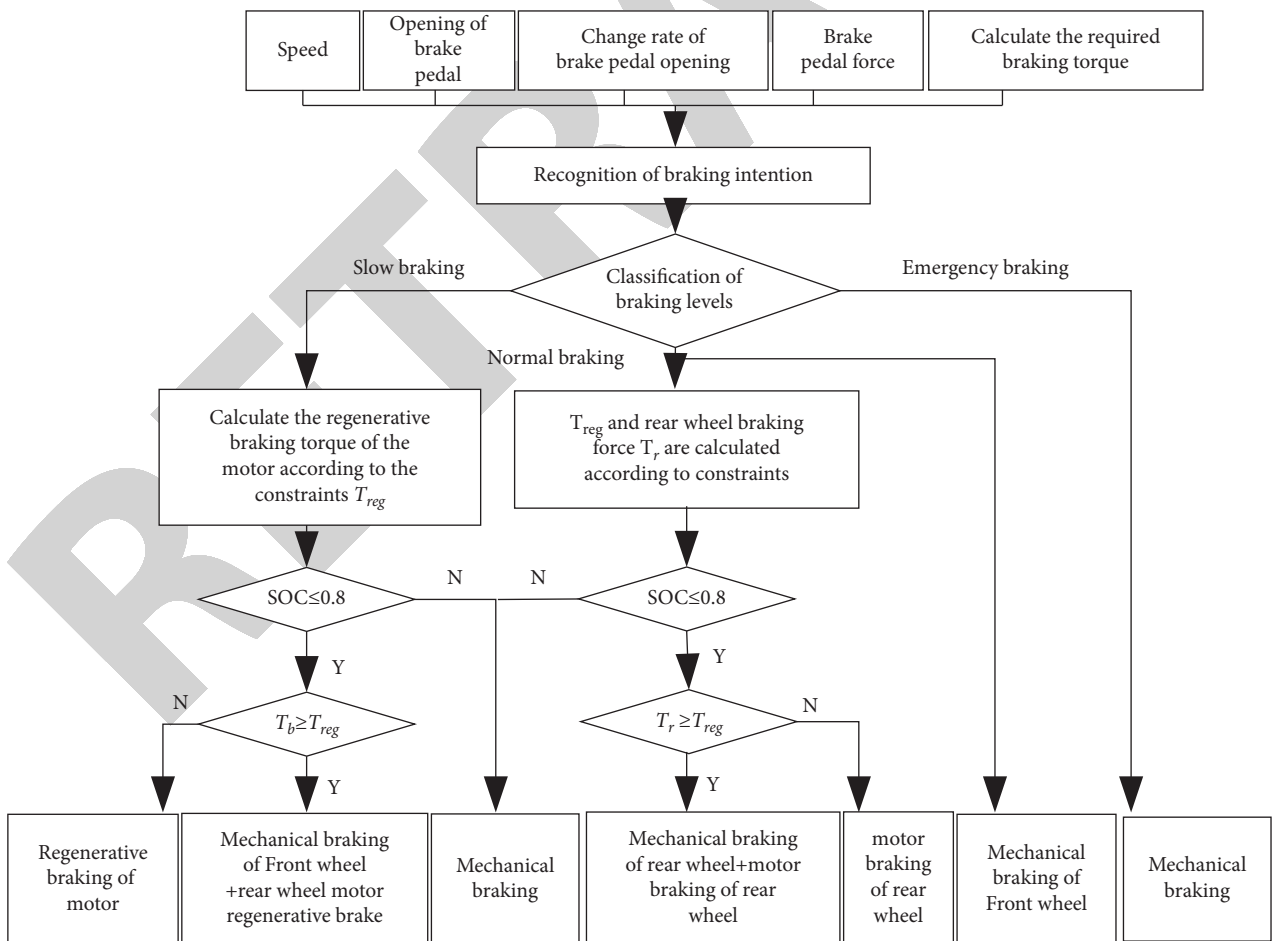 Speed
Opening of
brake
pedal
Change rate of
brake pedal opening
Brake
pedal force
Calculate the required
braking torque
Recognition of braking intention
Classification of
braking levels
Slow braking
Emergency braking
Normal braking
Calculate the regenerative
braking torque of the
motor according to the
constraints T_reg
T_reg and rear wheel braking
force T_r are calculated
according to constraints
SOC≤0.8
N
N
SOC≤0.8
Y
Y
N
T_b≥T_reg
T_r ≥T_reg
N
Y
Y
Regenerative
braking of
motor
Mechanical braking
of Front wheel
+rear wheel motor
regenerative brake
Mechanical
braking
Mechanical braking
of rear wheel+motor
braking of rear
wheel
motor
braking
of rear
wheel
Mechanical
braking of
Front wheel
Mechanical
braking